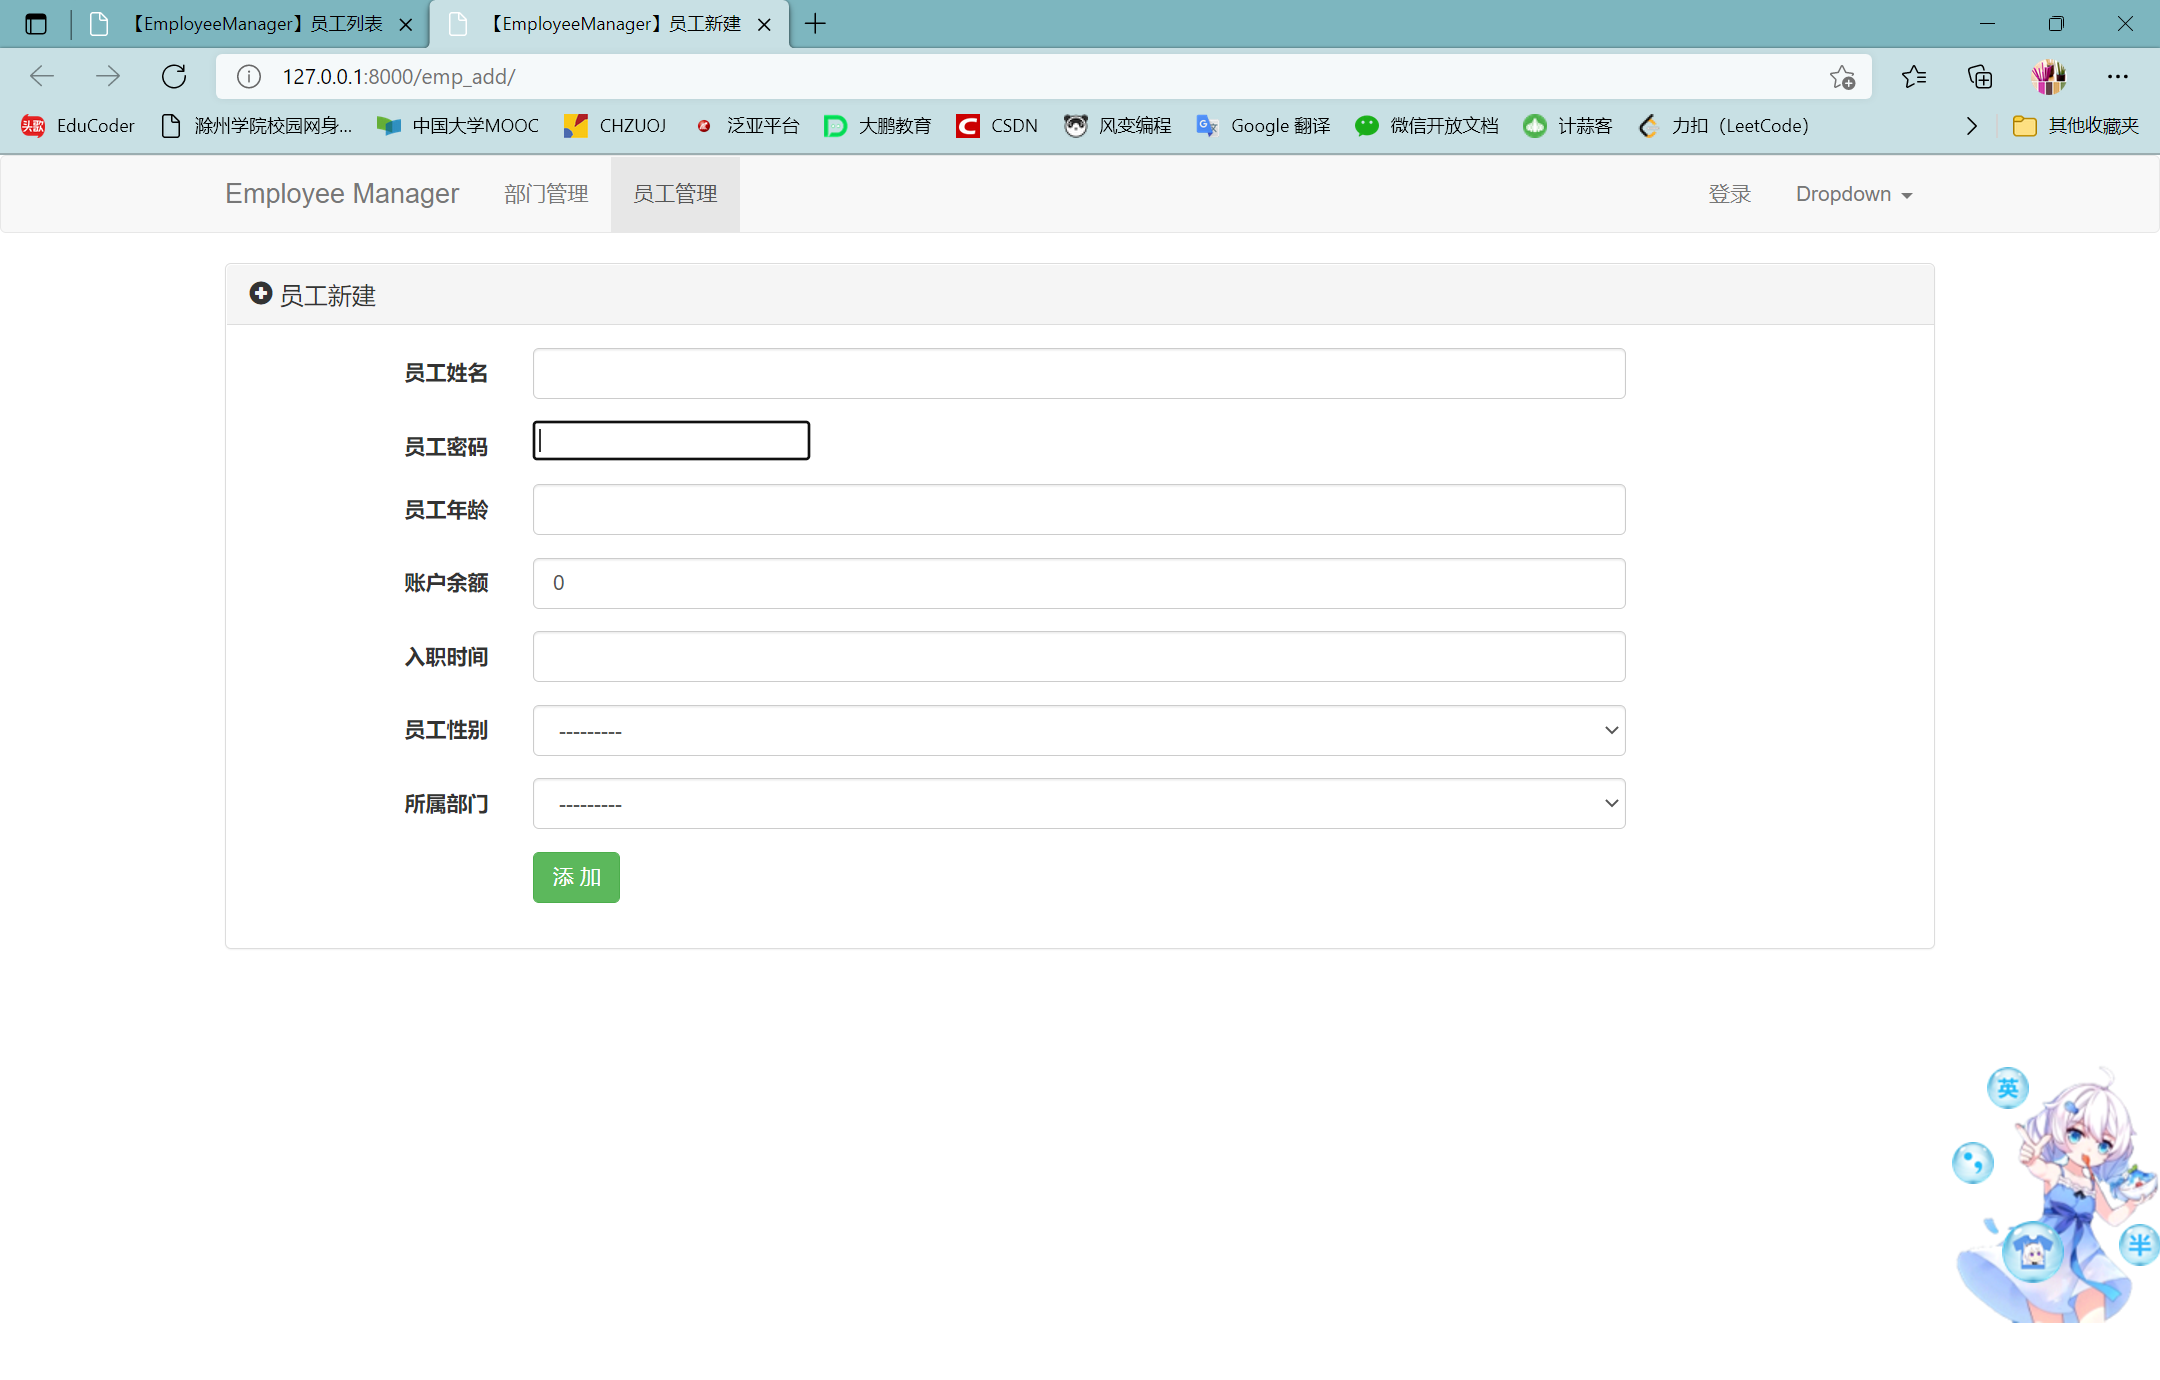 【EmployeeManager】员工列表
【EmployeeManager】员工新建
127.0.0.1:8000/emp_add/
头歌 EduCoder 滁州学院校园网身... 中国大学MOOC CHZUOJ 泛亚平台 大鹏教育 CSDN 风变编程 Google 翻译 微信开放文档 计蒜客 力扣（LeetCode） 其他收藏夹
Employee Manager 部门管理 员工管理 登录 Dropdown
员工新建
员工姓名
员工密码
员工年龄
账户余额 0
入职时间
员工性别 ---------
所属部门 ---------
添 加
英
半